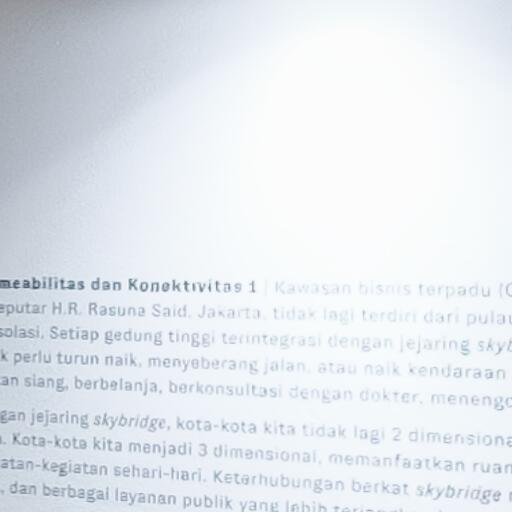 meabilitas dan Konektivitas 1 | Kawasan bisnis terpadu (C
eputar H.R. Rasuna Said, Jakarta, tidak lagi terdiri dari pulau
solasi. Setiap gedung tinggi terintegrasi dengan jejaring skyb
k perlu turun naik, menyeberang jalan, atau naik kendaraan
an siang, berbelanja, berkonsultasi dengan dokter, menengo
gan jejaring skybridge, kota-kota kita tidak lagi 2 dimensiona
. Kota-kota kita menjadi 3 dimensional, memanfaatkan ruan
atan-kegiatan sehari-hari. Keterhubungan berkat skybridge
, dan berbagai layanan publik yang lebih